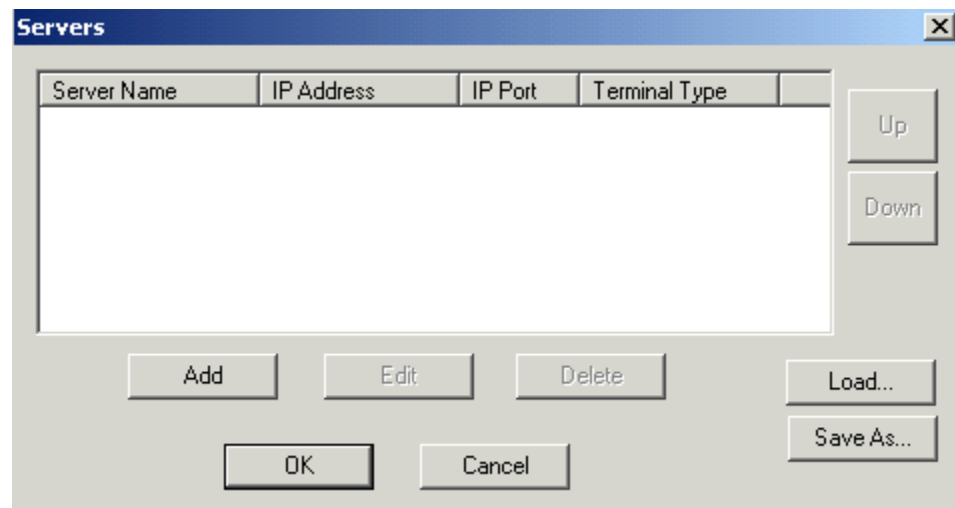 Servers
Server Name IP Address IP Port Terminal Type
Up
Down
Add Edit Delete
Load...
Save As...
OK Cancel